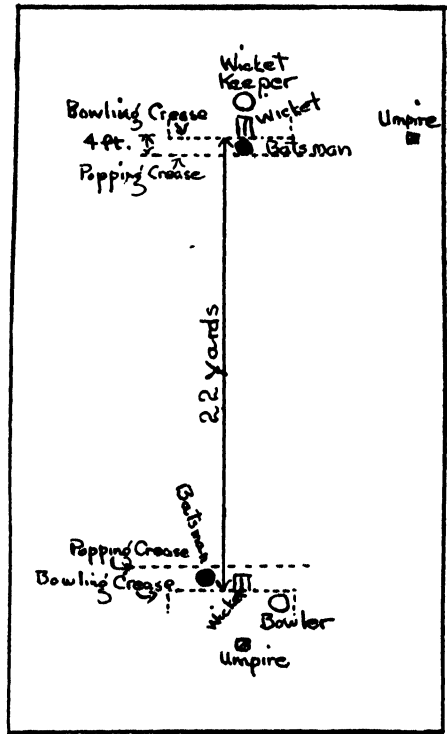 Wicket
Keeper
Bowling Crease
Wicket
4 ft.
Umpire
Batsman
Popping Crease
22 Yards
Batsman
Popping Crease
Bowling Crease
Wicket
Bowler
Umpire